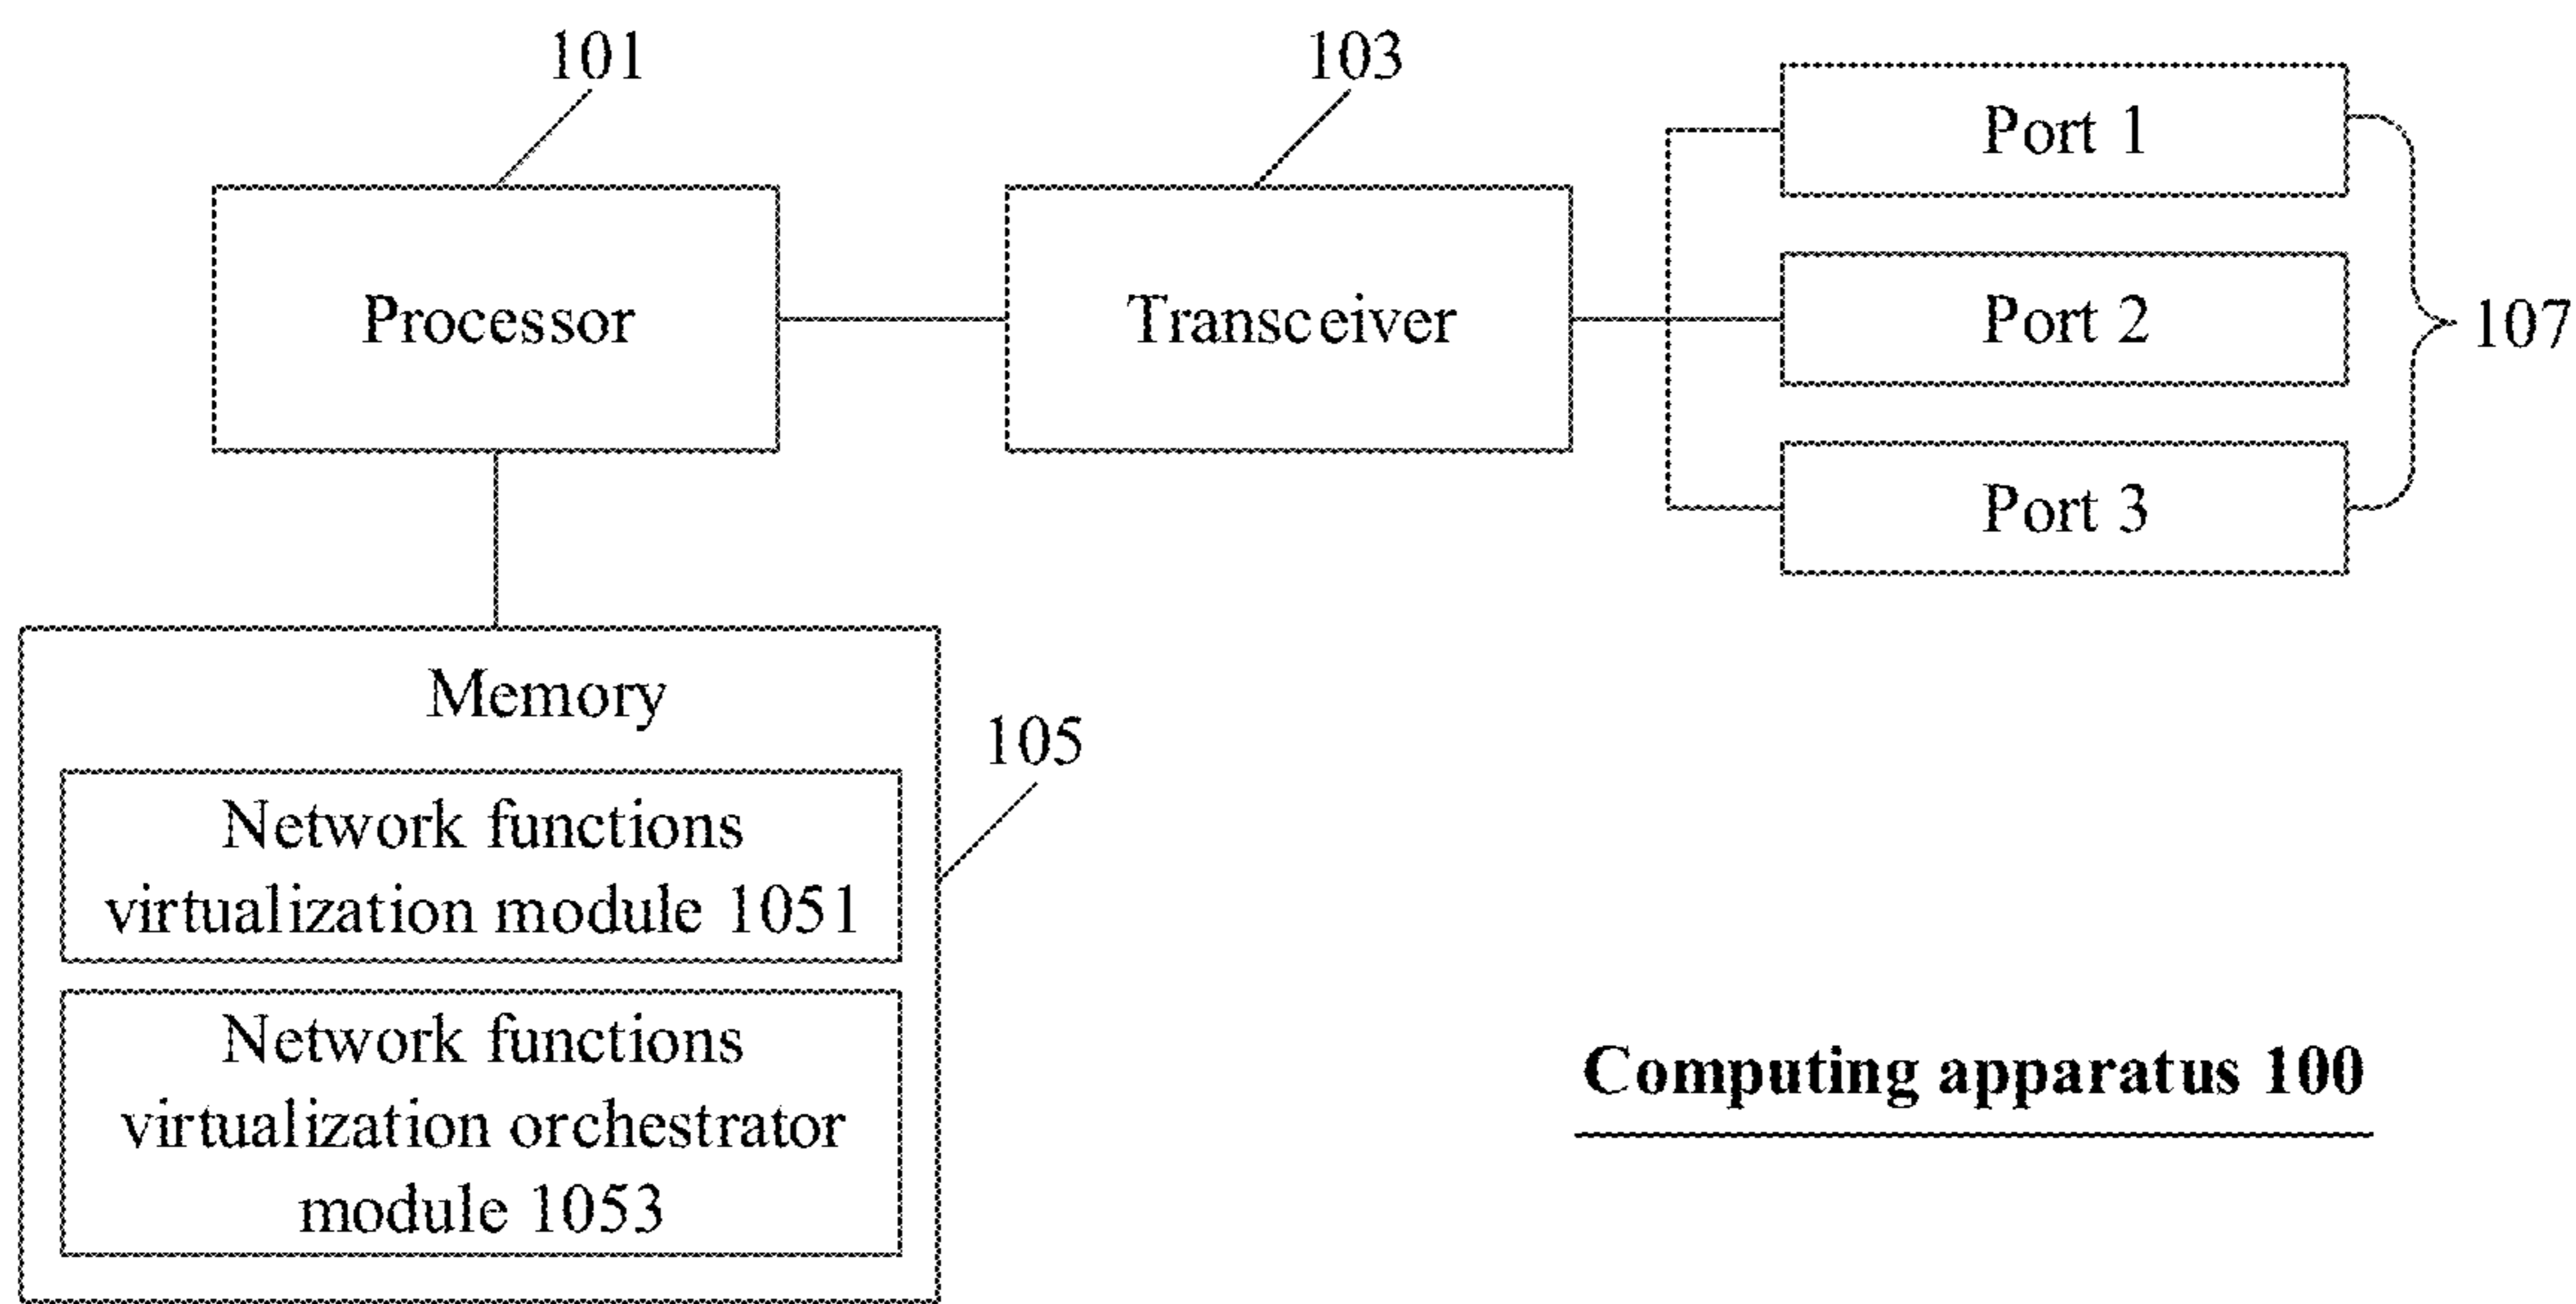 101
103
Port 1
Processor
Transceiver
Port 2
107
Port 3
Memory
105
Network functions
virtualization module 1051
Network functions
virtualization orchestrator
module 1053
Computing apparatus 100